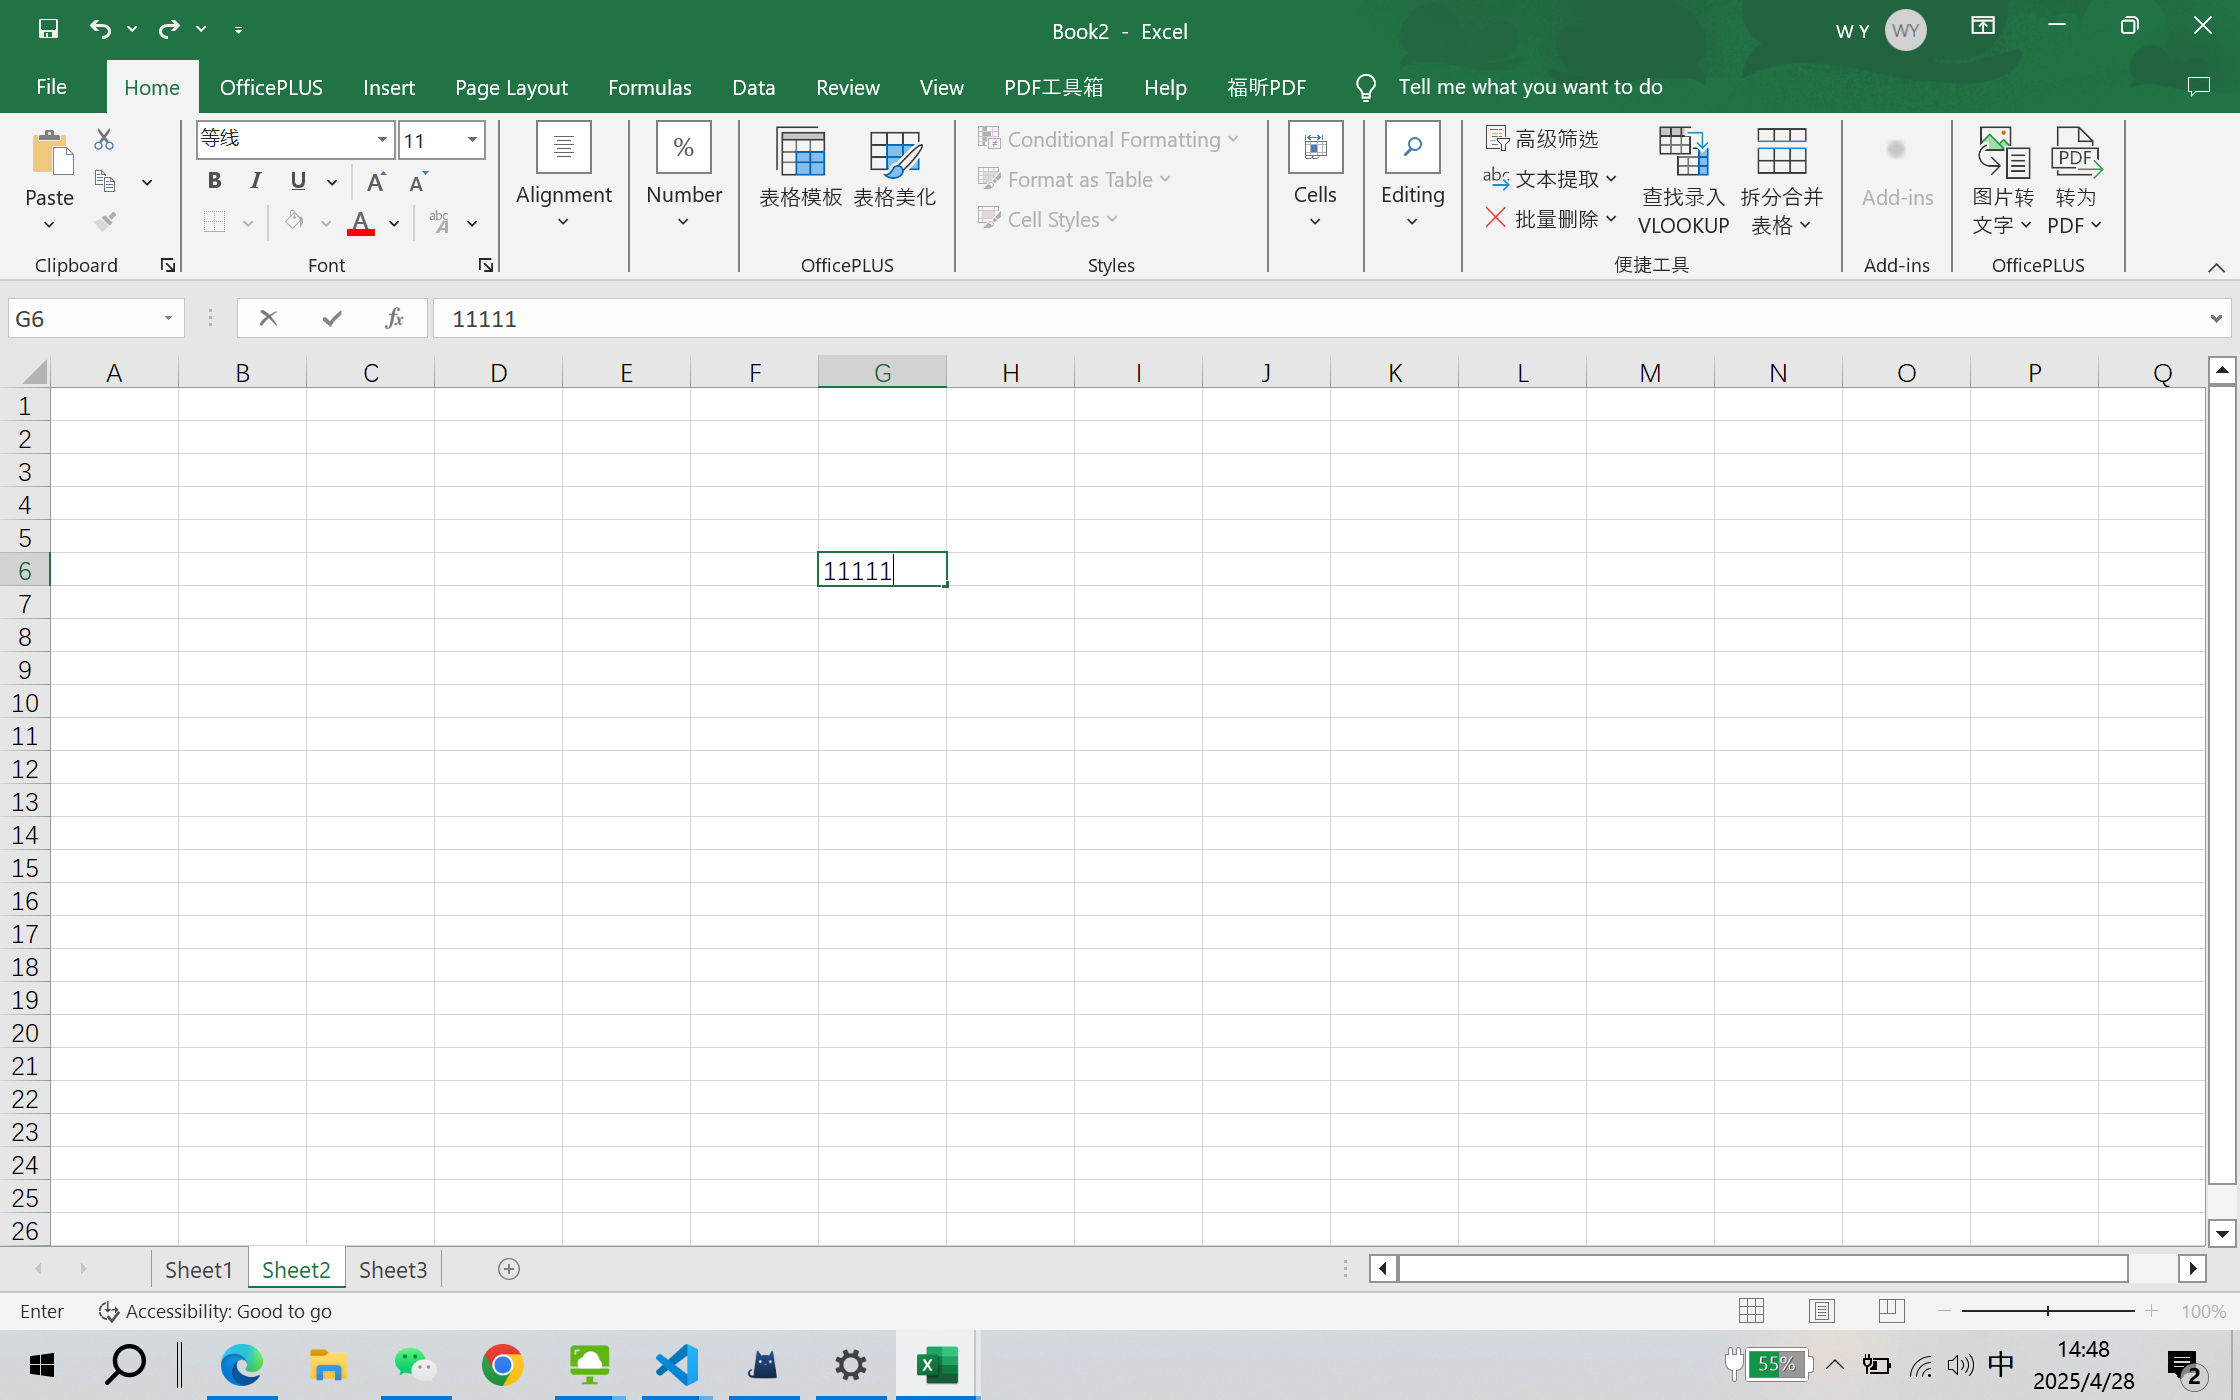 Book2 - Excel
W Y
WY
File
Home
OfficePLUS
Insert
Page Layout
Formulas
Data
Review
View
PDF工具箱
Help
福昕PDF
Tell me what you want to do
Paste
Clipboard
等线
11
B I U A A
A
abc A
Font
Alignment
%
Number
表格模板
表格美化
OfficePLUS
Conditional Formatting
Format as Table
Cell Styles
Styles
Cells
Editing
高级筛选
abc 文本提取
批量删除
查找录入
VLOOKUP
拆分合并
表格
便捷工具
Add-ins
Add-ins
图片转
文字
PDF
转为
PDF
OfficePLUS
G6
fx
11111
A B C D E F G H I J K L M N O P Q
1
2
3
4
5
6 11111
7
8
9
10
11
12
13
14
15
16
17
18
19
20
21
22
23
24
25
26
Sheet1
Sheet2
Sheet3
Enter
Accessibility: Good to go
100%
X
55%
中
14:48
2025/4/28
2